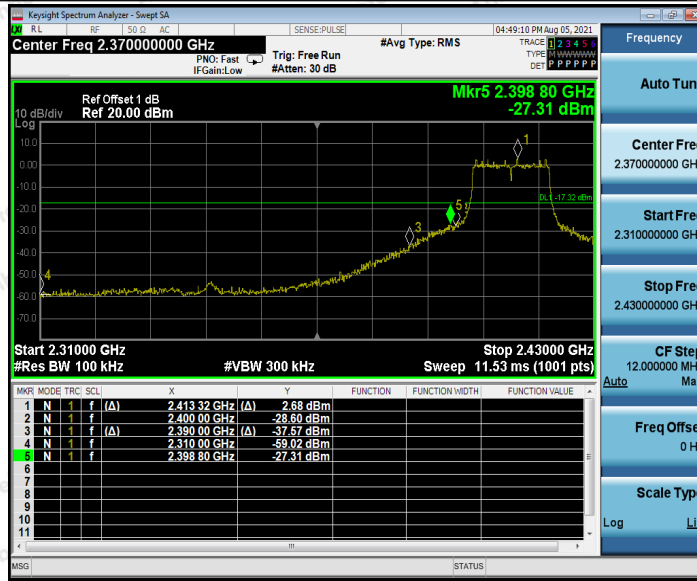 Keysight Spectrum Analyzer - Swept SA
LXI RL RF 50 Ω AC SENSE:PULSE 04:49:10 PM Aug 05, 2021
Center Freq 2.370000000 GHz
PNO: Fast
IFGain:Low
Trig: Free Run
#Atten: 30 dB
#Avg Type: RMS
TRACE 1 2 3 4 5 6
TYPE M WWWWW
DET P P P P P P
Ref Offset 1 dB
Ref 20.00 dBm
10 dB/div
Log
Mkr5 2.398 80 GHz
-27.31 dBm
10.0
0.00
-10.0
-20.0
-30.0
-40.0
-50.0
-60.0
-70.0
1
DL1 -17.32 dBm
5
3
4
Start 2.31000 GHz Stop 2.43000 GHz
#Res BW 100 kHz #VBW 300 kHz Sweep 11.53 ms (1001 pts)
MKR MODE TRC SCL X Y FUNCTION FUNCTION WIDTH FUNCTION VALUE
1 N 1 f (Δ) 2.413 32 GHz (Δ) 2.68 dBm
2 N 1 f 2.400 00 GHz -28.60 dBm
3 N 1 f (Δ) 2.390 00 GHz (Δ) -37.57 dBm
4 N 1 f 2.310 00 GHz -59.02 dBm
5 N 1 f 2.398 80 GHz -27.31 dBm
6
7
8
9
10
11
MSG STATUS
Frequency
Auto Tun
Center Fre
2.370000000 GH
Start Fre
2.310000000 GH
Stop Fre
2.430000000 GH
CF Step
12.000000 MH
Auto Ma
Freq Offse
0 H
Scale Type
Log Li